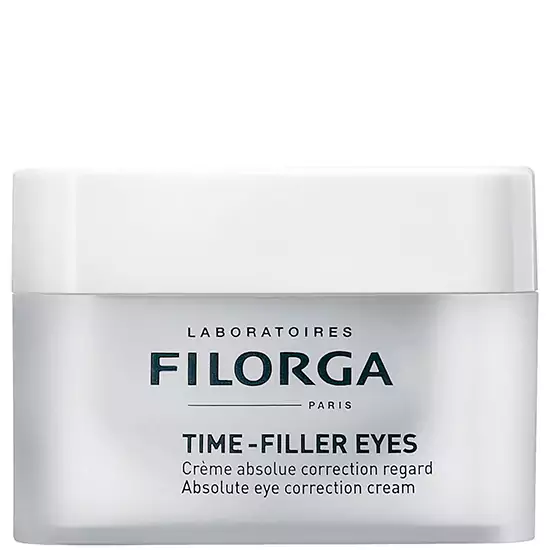 LABORATOIRES
FILORGA
PARIS
TIME-FILLER EYES
Crème absolue correction regard
Absolute eye correction cream